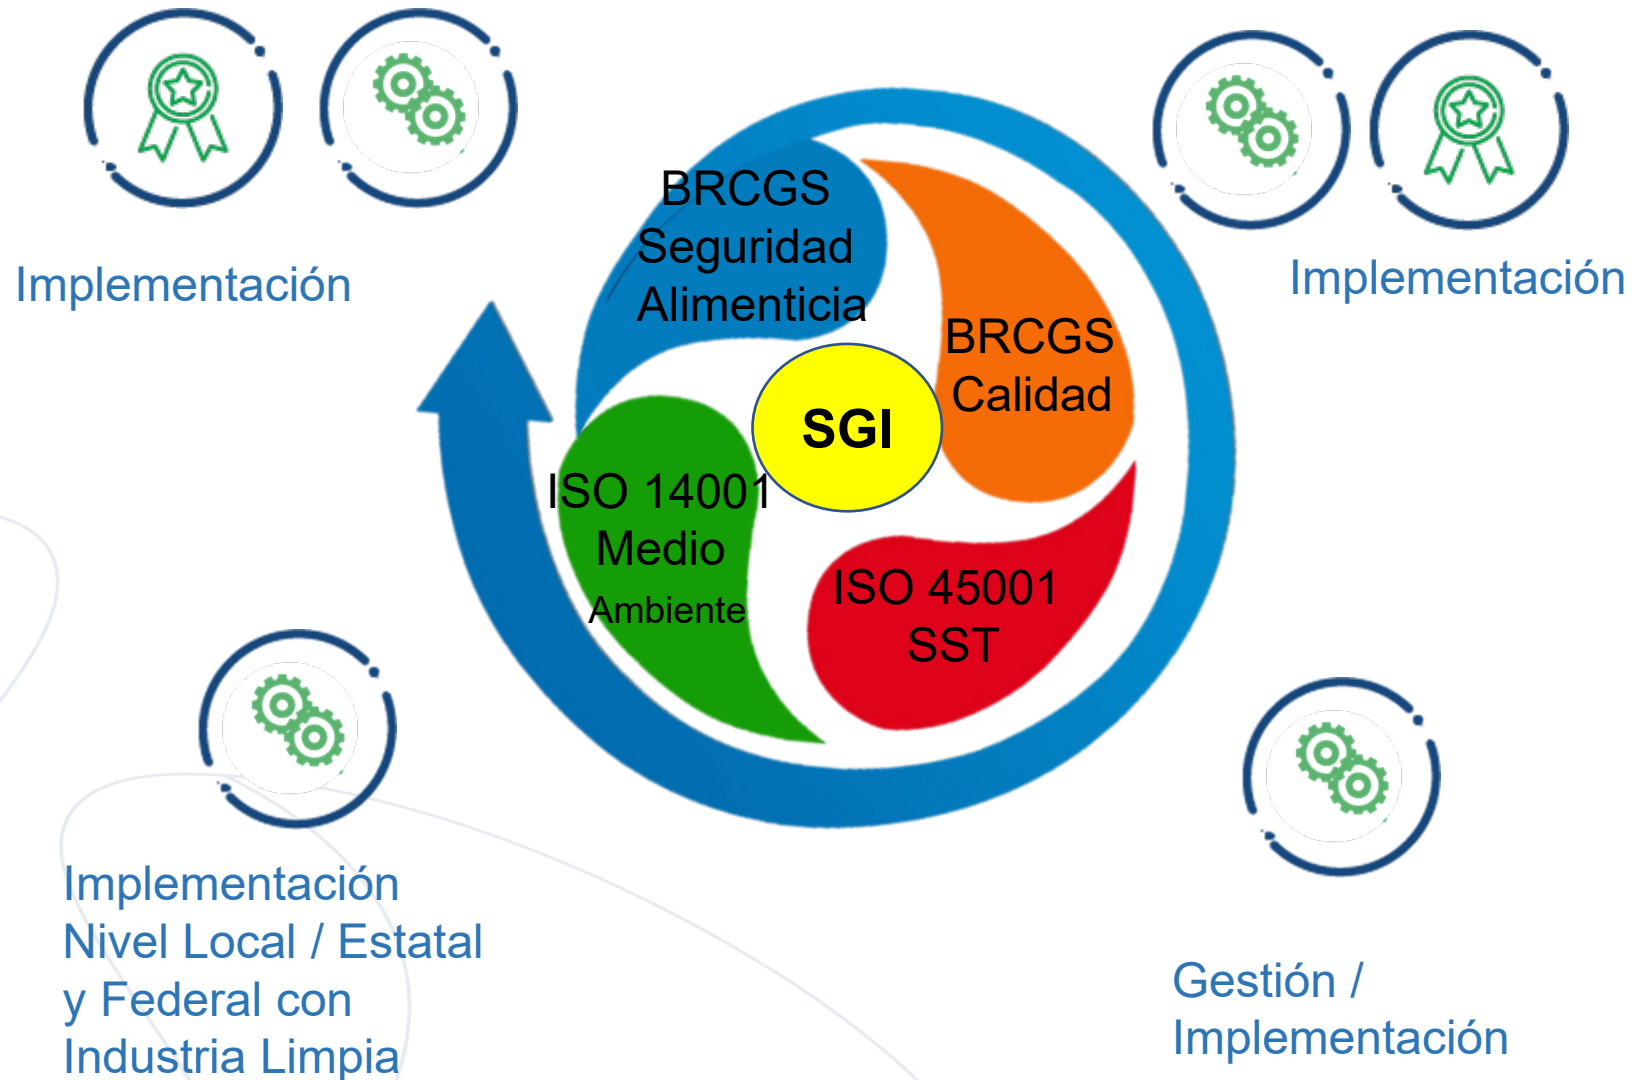 Implementación
BRCGS
Seguridad
Alimenticia
BRCGS
Calidad
Implementación
SGI
ISO 14001
Medio
Ambiente
ISO 45001
SST
Implementación
Nivel Local / Estatal
y Federal con
Industria Limpia
Gestión /
Implementación